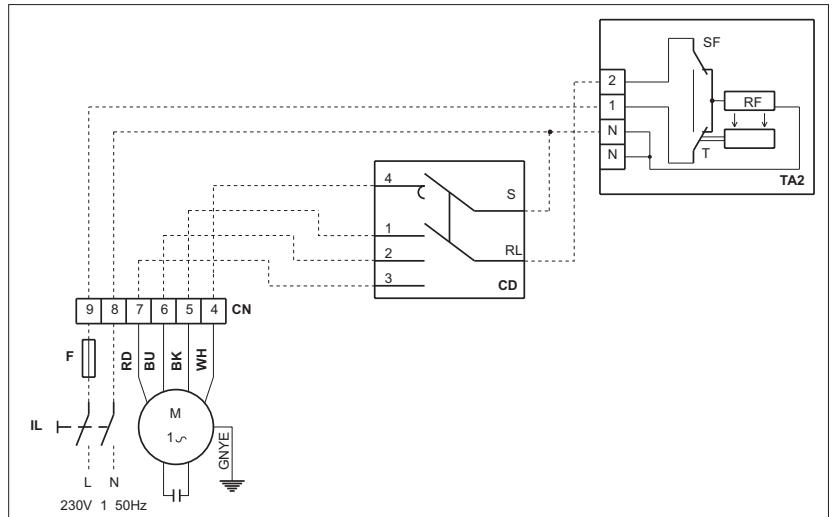 SF
2
1
RF
N
N
T
TA2
4
S
1
2
RL
3
CD
9 8 7 6 5 4 CN
F
RD
BU
BK
WH
M
IL
1~
GNYE
L N
230V 1 50Hz